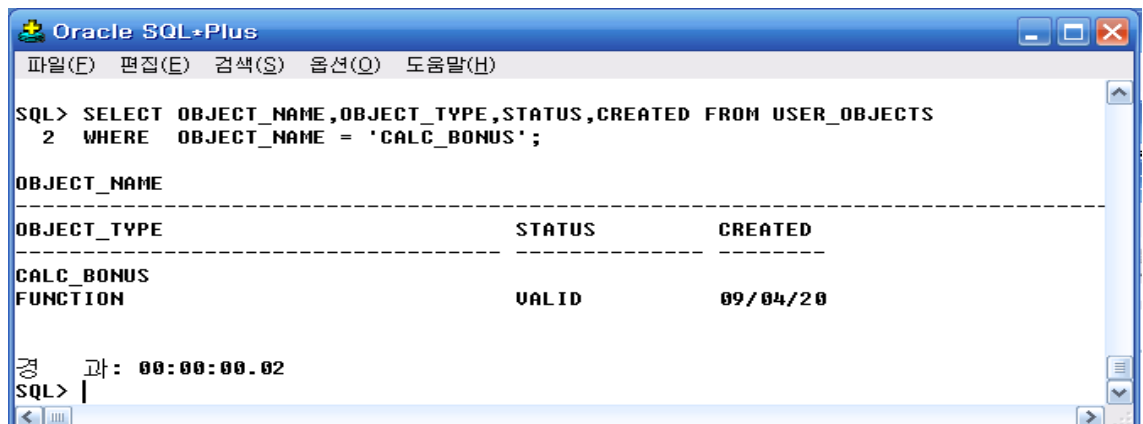 Oracle SQL*Plus
파일(F) 편집(E) 검색(S) 옵션(O) 도움말(H)
SQL> SELECT OBJECT_NAME,OBJECT_TYPE,STATUS,CREATED FROM USER_OBJECTS
2 WHERE OBJECT_NAME = 'CALC_BONUS';
OBJECT_NAME
--------------------------------------------------------------------------------
OBJECT_TYPE STATUS CREATED
------------------------------------ -------------- --------
CALC_BONUS
FUNCTION VALID 09/04/20
경 과: 00:00:00.02
SQL>